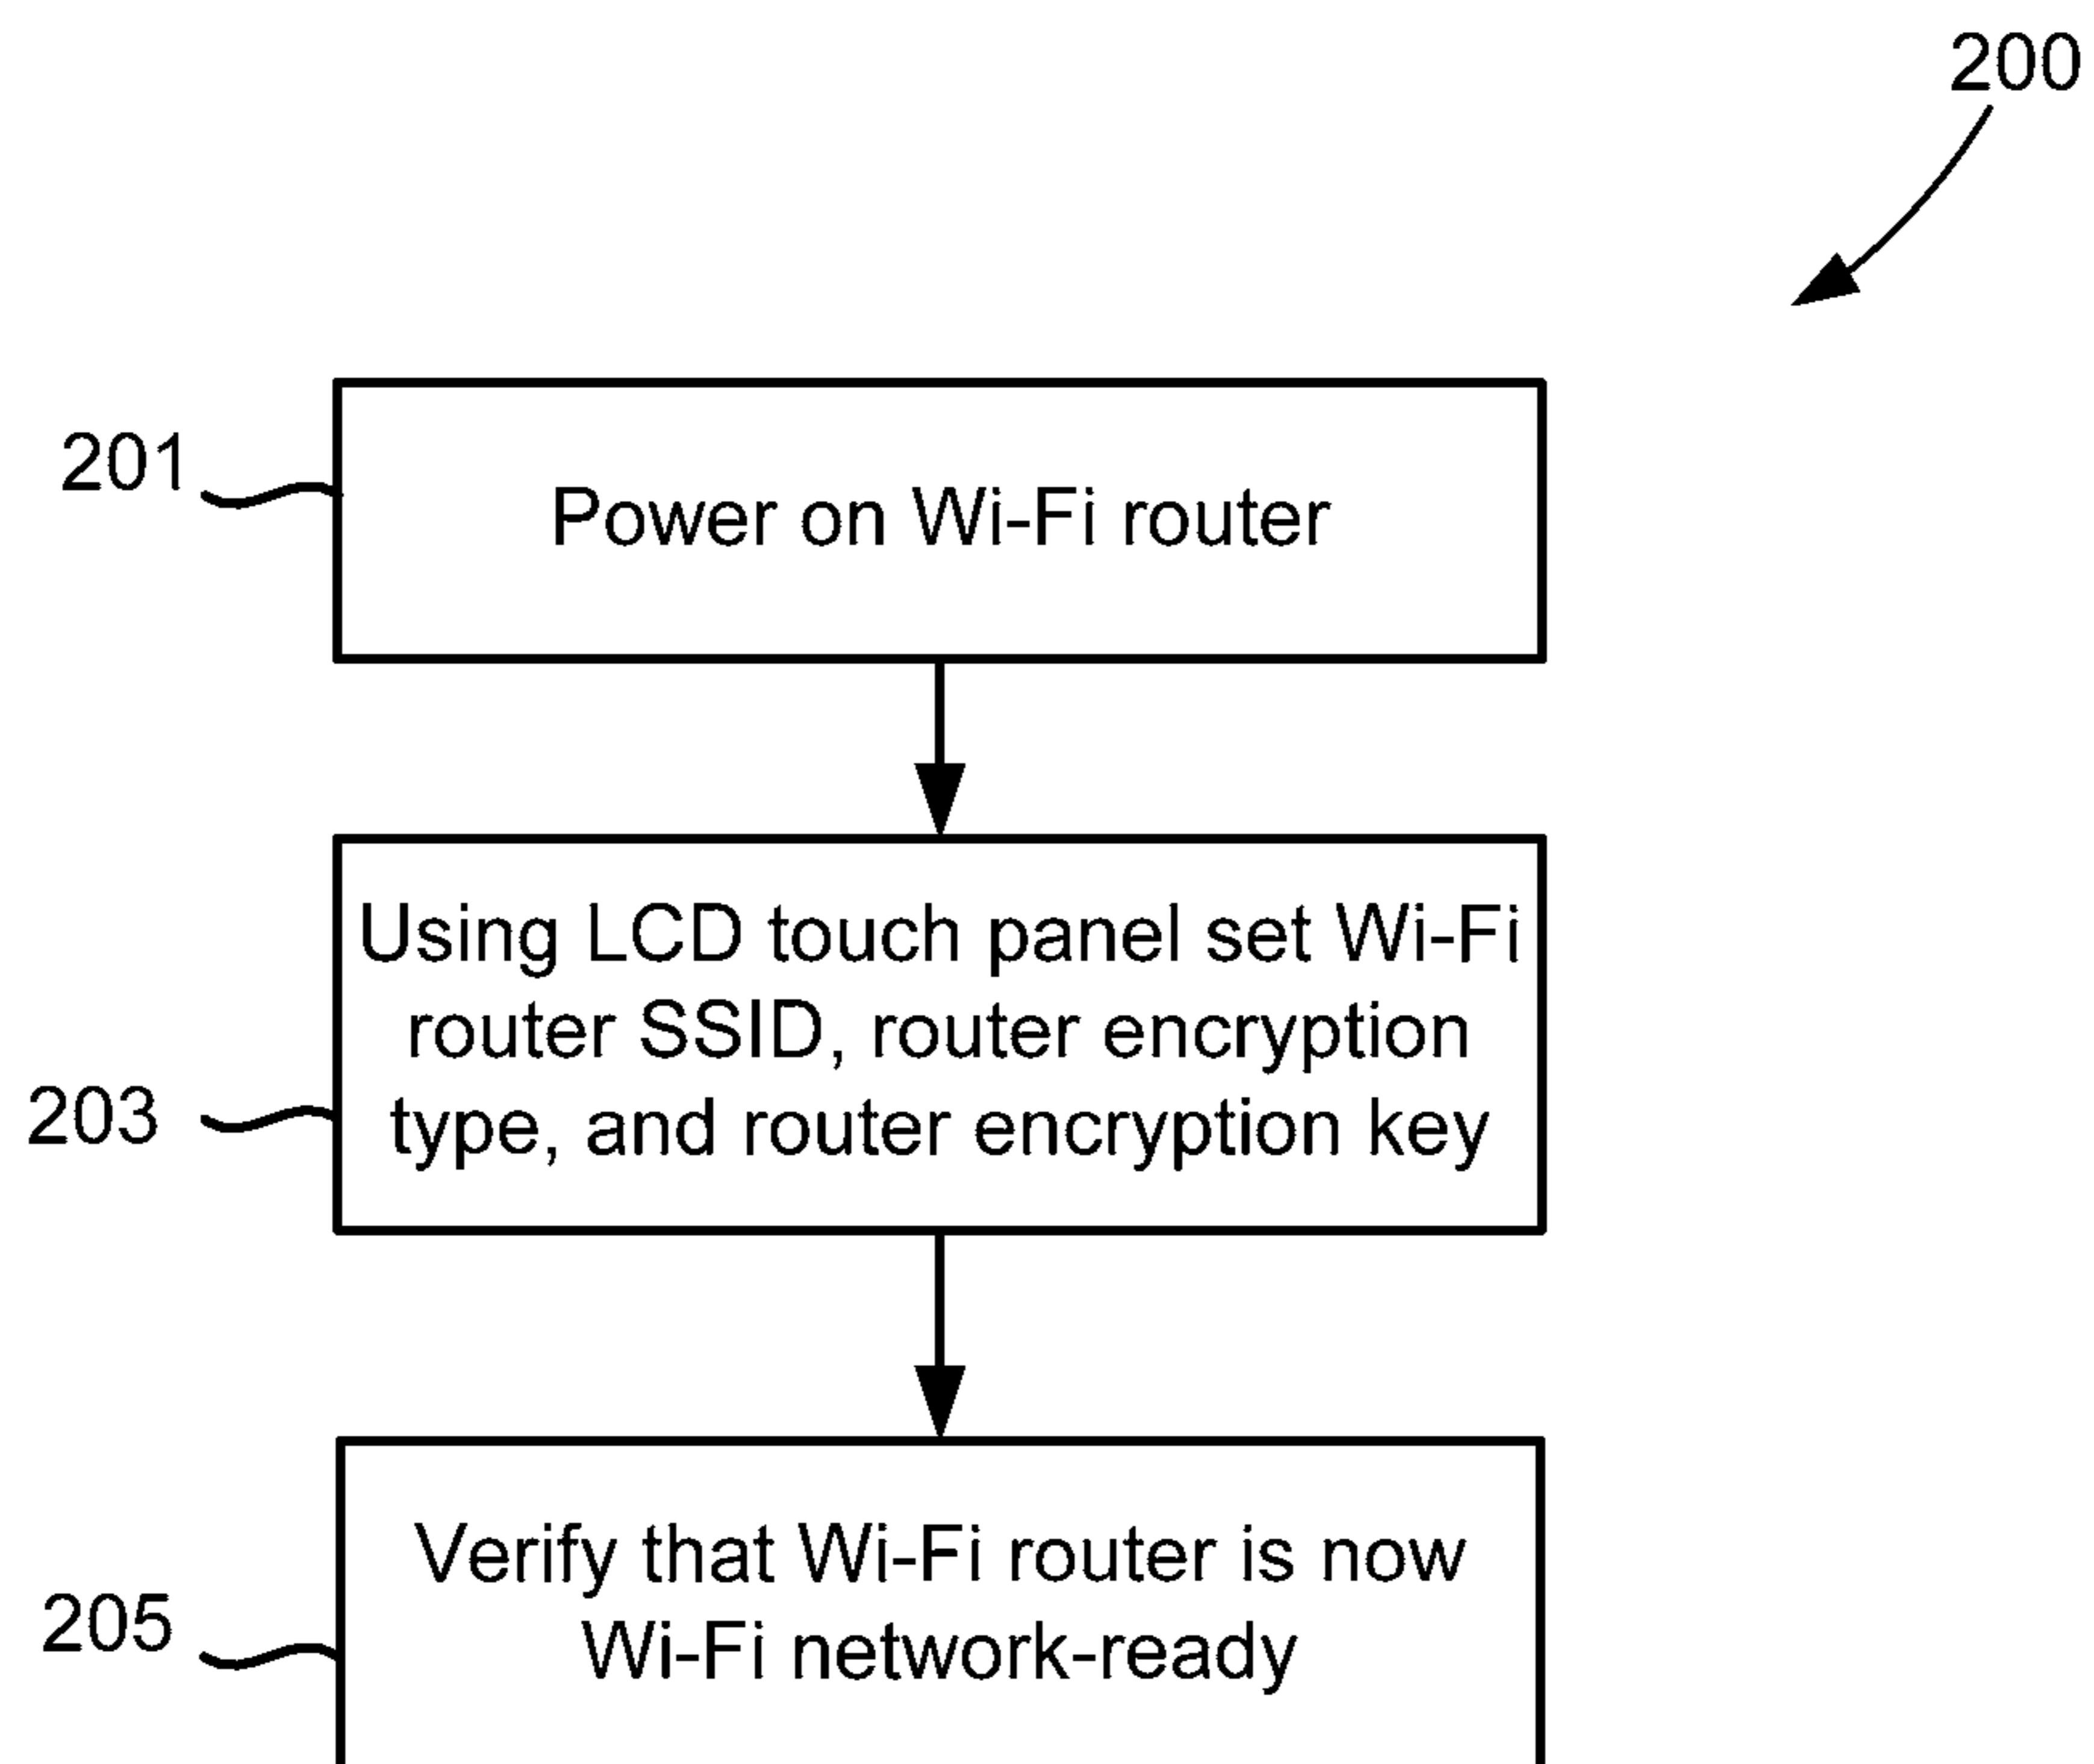 200
201
Power on Wi-Fi router
Using LCD touch panel set Wi-Fi
router SSID, router encryption
203
type, and router encryption key
Verify that Wi-Fi router is now
205
Wi-Fi network-ready